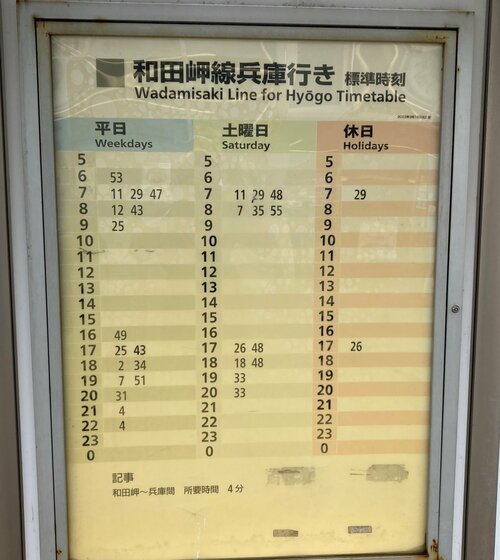 和田岬線兵庫行き 標準時刻
Wadamisaki Line for Hyōgo Timetable
平日 土曜日 休日
Weekdays Saturday Holidays
5 5 5
6 53 6 6
7 11 29 47 7 11 29 48 7 29
8 12 43 8 7 35 55 8
9 25 9 9
10 10 10
11 11 11
12 12 12
13 13 13
14 14 14
15 15 15
16 49 16 16
17 25 43 17 26 48 17 26
18 2 34 18 18 48 18
19 7 51 19 33 19
20 31 20 33 20
21 4 21 21
22 4 22 22
23 23 23
0 0 0
記事
和田岬～兵庫間 所要時間 4分